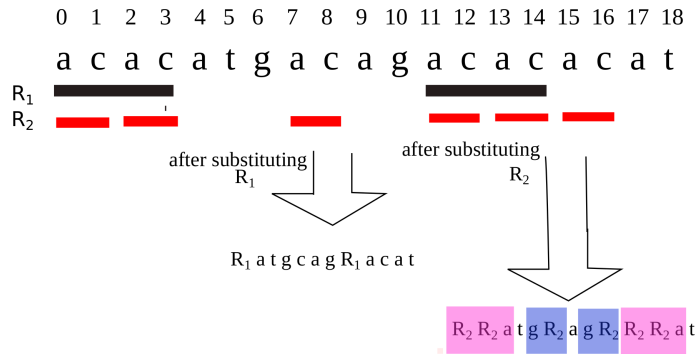 0 1 2 3 4 5 6 7 8 9 10 11 12 13 14 15 16 17 18
a c a c a t g a c a g a c a c a c a t
R1
R2
after substituting
R1
after substituting
R2
R1 a t g c a g R1 a c a t
R2 R2 a t g R2 a g R2 R2 R2 a t